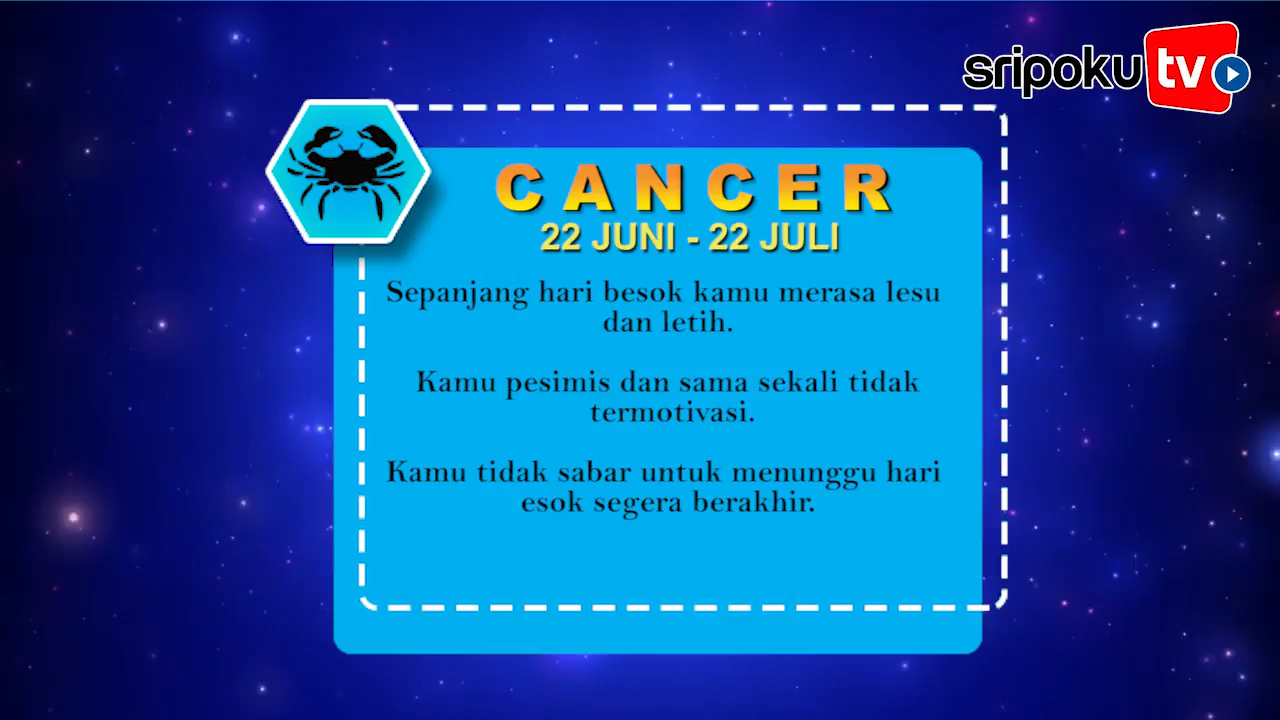 sripoku tv
CANCER
22 JUNI - 22 JULI
Sepanjang hari besok kamu merasa lesu
dan letih.
Kamu pesimis dan sama sekali tidak
termotivasi.
Kamu tidak sabar untuk menunggu hari
esok segera berakhir.